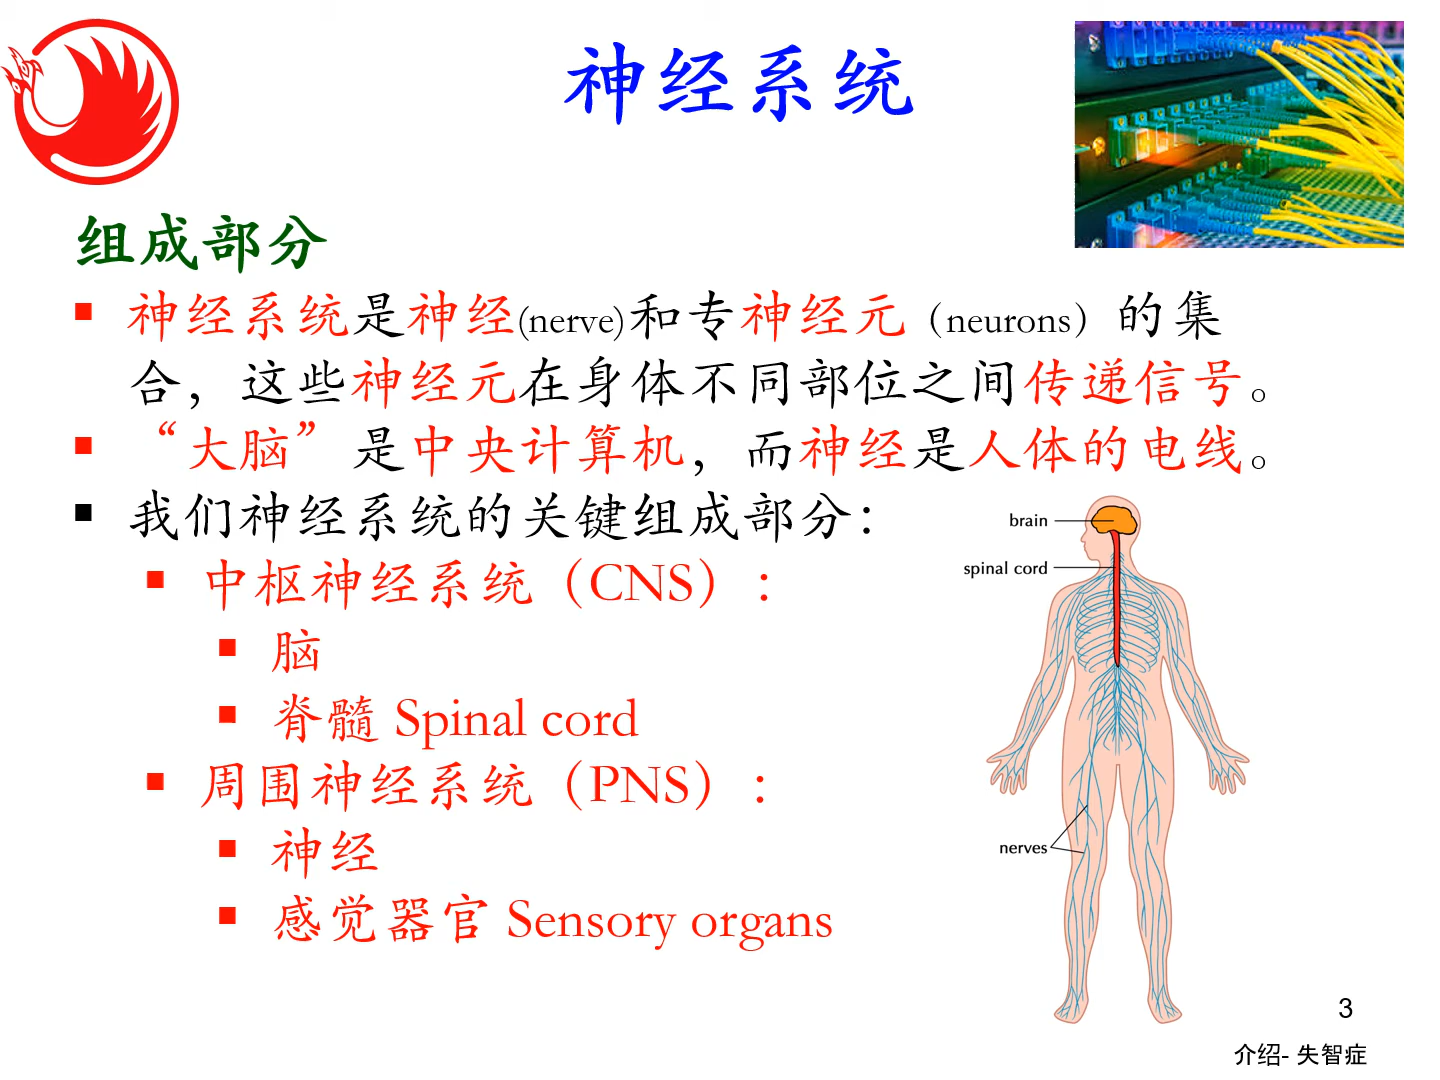 神经系统
组成部分
神经系统是神经(nerve)和专神经元（neurons）的集
合，这些神经元在身体不同部位之间传递信号。
“大脑”是中央计算机，而神经是人体的电线。
我们神经系统的关键组成部分：
中枢神经系统（CNS）：
脑
脊髓 Spinal cord
周围神经系统（PNS）：
神经
感觉器官 Sensory organs
brain
spinal cord
nerves
3
介绍- 失智症